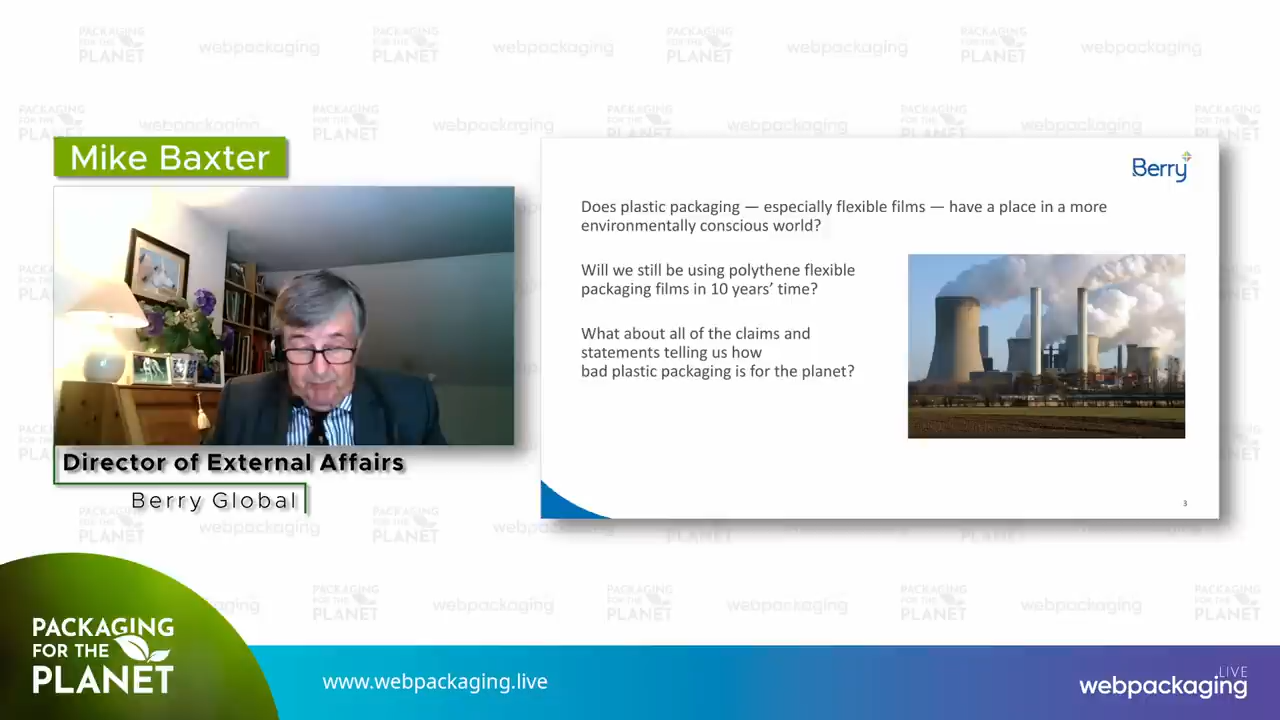 Mike Baxter
Director of External Affairs
Berry Global
Berry
Does plastic packaging — especially flexible films — have a place in a more
environmentally conscious world?
Will we still be using polythene flexible
packaging films in 10 years’ time?
What about all of the claims and
statements telling us how
bad plastic packaging is for the planet?
3
PACKAGING
FOR THE
PLANET
www.webpackaging.live
LIVE
webpackaging